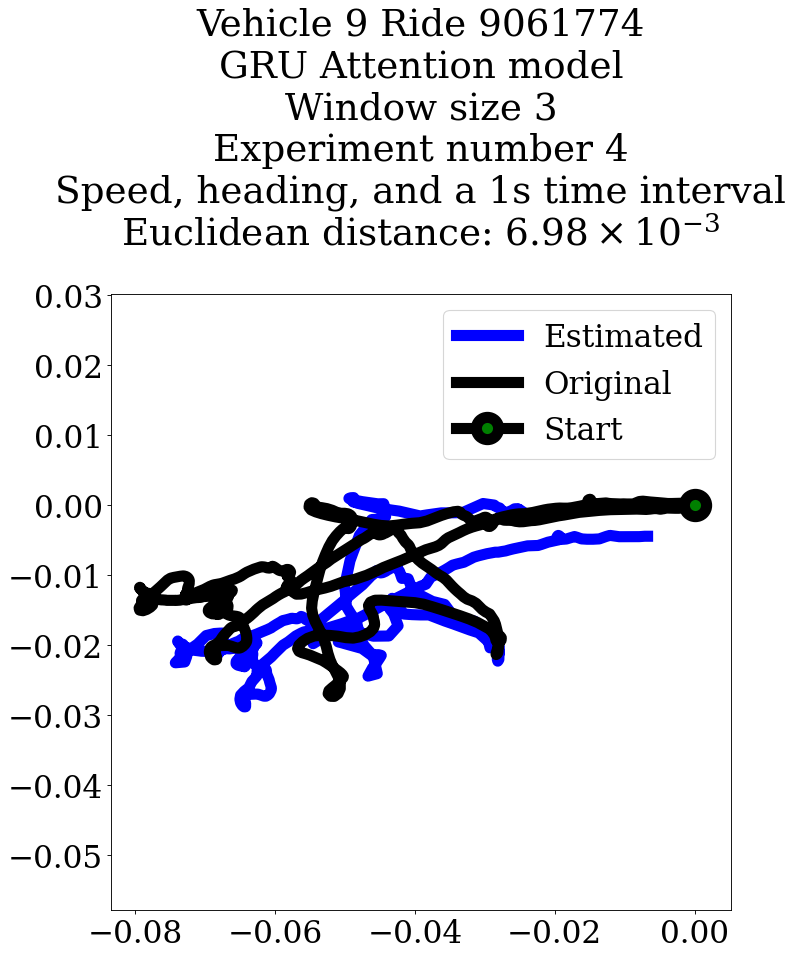 Vehicle 9 Ride 9061774
GRU Attention model
Window size 3
Experiment number 4
Speed, heading, and a 1s time interval
Euclidean distance: 6.98 × 10⁻³
0.03
0.02
0.01
0.00
−0.01
−0.02
−0.03
−0.04
−0.05
Estimated
Original
Start
−0.08 −0.06 −0.04 −0.02 0.00